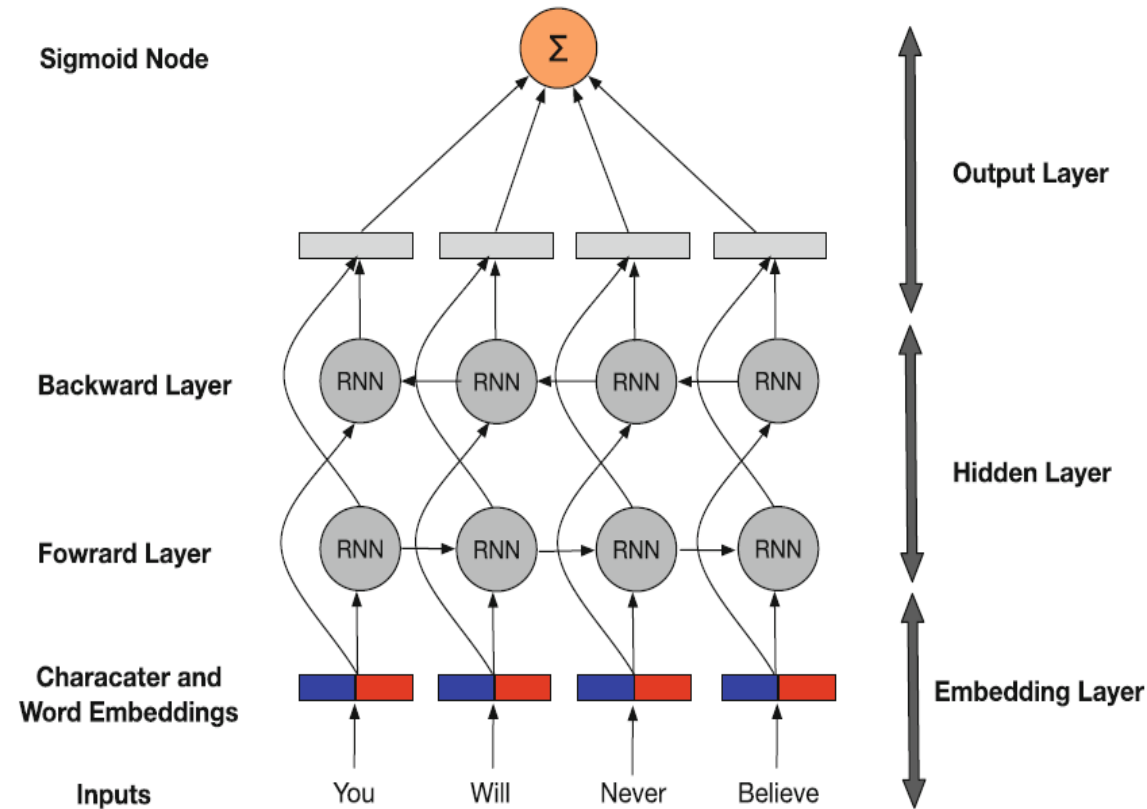 Sigmoid Node
Σ
Output Layer
Backward Layer
RNN RNN RNN RNN
Hidden Layer
Fowrard Layer
RNN RNN RNN RNN
Characater and
Word Embeddings
Embedding Layer
Inputs
You Will Never Believe